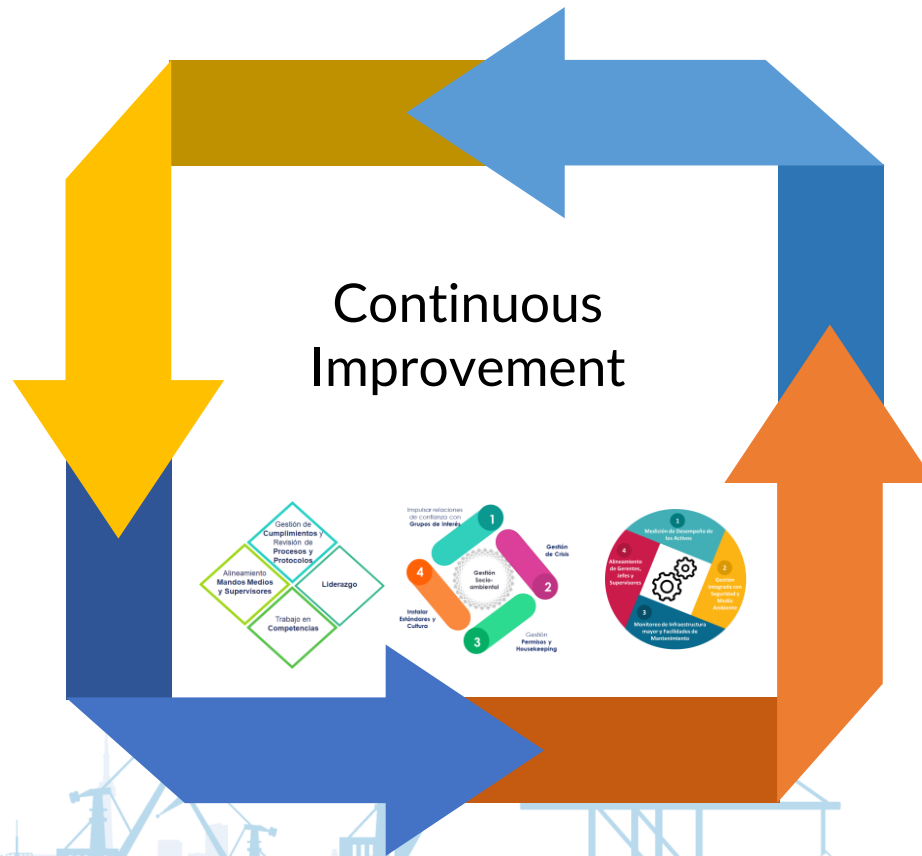 Continuous
Improvement
Gestión de
Cumplimientos y
Revisión de
Procesos y
Protocolos
Alineamiento
Mandos Medios
y Supervisores
Liderazgo
Trabajo en
Competencias
Impulsar relaciones
de confianza con
Grupos de Interés
1
Gestión
de Crisis
2
Gestión
Socio-
ambiental
4
Instalar
Estándares y
Cultura
3
Gestión
Permisos y
Housekeeping
1
Medición de Desempeño de
los Activos
2
Gestión
Integrada con
Seguridad y
Medio
Ambiente
4
Alineamiento
de Gerentes,
Jefes y
Supervisores
3
Monitoreo de Infraestructura
mayor y Facilidades de
Mantenimiento